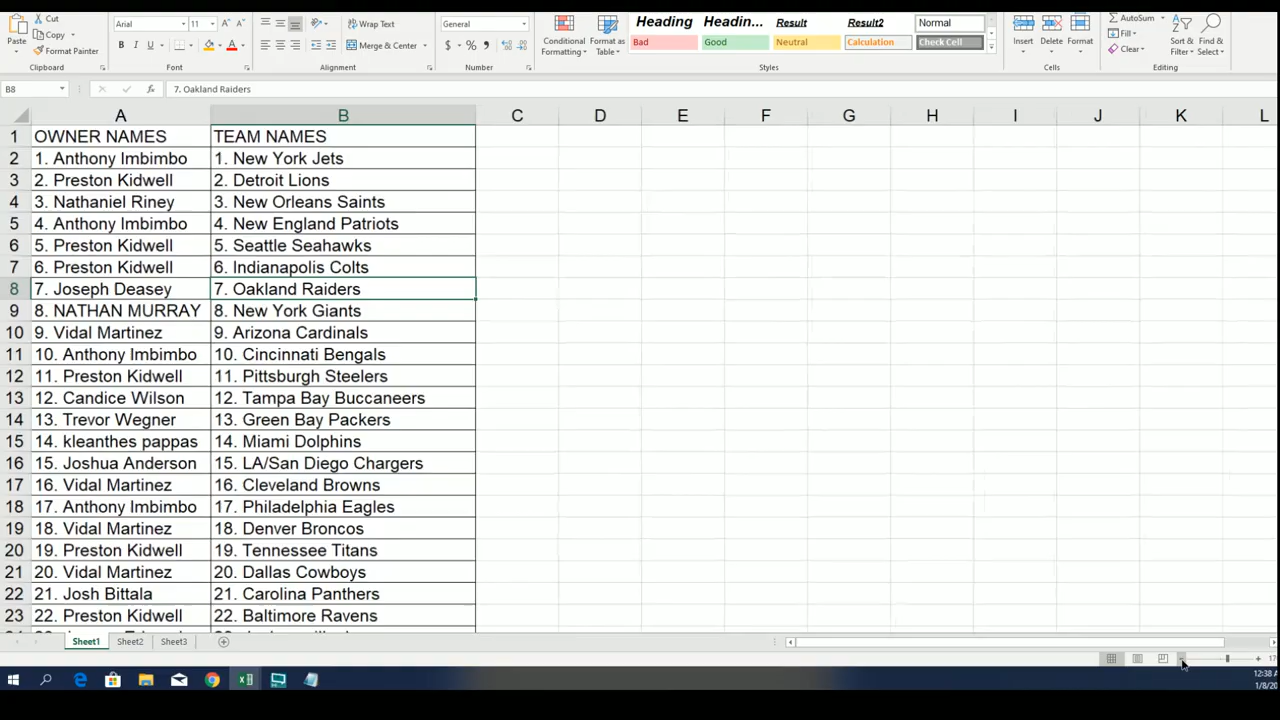 Cut
Copy
Format Painter
Paste
Clipboard
Arial 11
B I U
Font
Wrap Text
Merge & Center
Alignment
General
$ % ,
Number
Conditional Formatting
Format as Table
Heading Headin... Result Result2 Normal
Bad Good Neutral Calculation Check Cell
Styles
Insert Delete Format
Cells
AutoSum
Fill
Clear
Sort & Filter
Find & Select
Editing
B8 fx 7. Oakland Raiders
A B C D E F G H I J K L
1 OWNER NAMES TEAM NAMES
2 1. Anthony Imbimbo 1. New York Jets
3 2. Preston Kidwell 2. Detroit Lions
4 3. Nathaniel Riney 3. New Orleans Saints
5 4. Anthony Imbimbo 4. New England Patriots
6 5. Preston Kidwell 5. Seattle Seahawks
7 6. Preston Kidwell 6. Indianapolis Colts
8 7. Joseph Deasey 7. Oakland Raiders
9 8. NATHAN MURRAY 8. New York Giants
10 9. Vidal Martinez 9. Arizona Cardinals
11 10. Anthony Imbimbo 10. Cincinnati Bengals
12 11. Preston Kidwell 11. Pittsburgh Steelers
13 12. Candice Wilson 12. Tampa Bay Buccaneers
14 13. Trevor Wegner 13. Green Bay Packers
15 14. kleanthes pappas 14. Miami Dolphins
16 15. Joshua Anderson 15. LA/San Diego Chargers
17 16. Vidal Martinez 16. Cleveland Browns
18 17. Anthony Imbimbo 17. Philadelphia Eagles
19 18. Vidal Martinez 18. Denver Broncos
20 19. Preston Kidwell 19. Tennessee Titans
21 20. Vidal Martinez 20. Dallas Cowboys
22 21. Josh Bittala 21. Carolina Panthers
23 22. Preston Kidwell 22. Baltimore Ravens
Sheet1 Sheet2 Sheet3
12:38
1/8/20